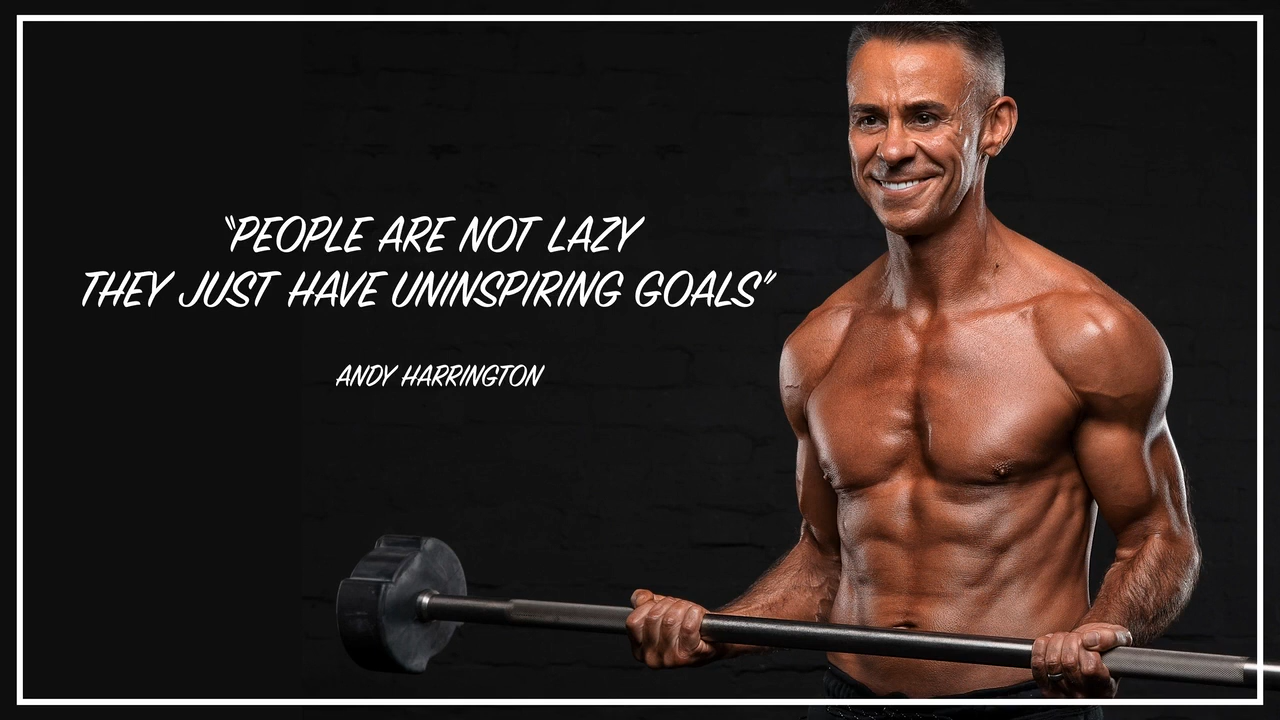 “PEOPLE ARE NOT LAZY
THEY JUST HAVE UNINSPIRING GOALS”
ANDY HARRINGTON